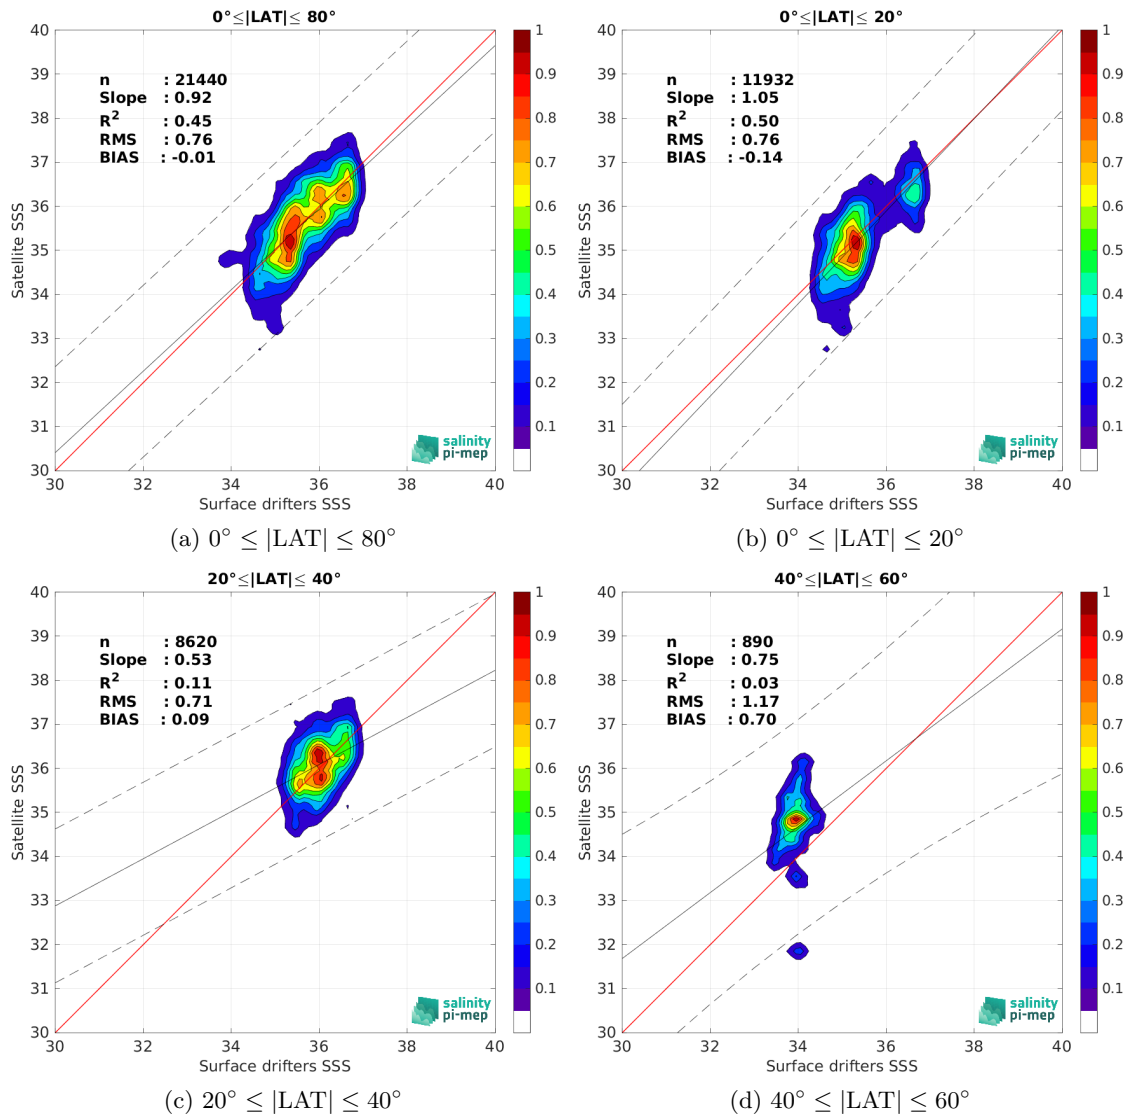 0°≤|LAT|≤ 80°
40
39
38
37
36
35
34
33
32
31
30
Satellite SSS
n : 21440
Slope : 0.92
R² : 0.45
RMS : 0.76
BIAS : -0.01
1
0.9
0.8
0.7
0.6
0.5
0.4
0.3
0.2
0.1
salinity
pi-mep
30 32 34 36 38 40
Surface drifters SSS
(a) 0° ≤ |LAT| ≤ 80°
0°≤|LAT|≤ 20°
40
39
38
37
36
35
34
33
32
31
30
Satellite SSS
n : 11932
Slope : 1.05
R² : 0.50
RMS : 0.76
BIAS : -0.14
1
0.9
0.8
0.7
0.6
0.5
0.4
0.3
0.2
0.1
salinity
pi-mep
30 32 34 36 38 40
Surface drifters SSS
(b) 0° ≤ |LAT| ≤ 20°
20°≤|LAT|≤ 40°
40
39
38
37
36
35
34
33
32
31
30
Satellite SSS
n : 8620
Slope : 0.53
R² : 0.11
RMS : 0.71
BIAS : 0.09
1
0.9
0.8
0.7
0.6
0.5
0.4
0.3
0.2
0.1
salinity
pi-mep
30 32 34 36 38 40
Surface drifters SSS
(c) 20° ≤ |LAT| ≤ 40°
40°≤|LAT|≤ 60°
40
39
38
37
36
35
34
33
32
31
30
Satellite SSS
n : 890
Slope : 0.75
R² : 0.03
RMS : 1.17
BIAS : 0.70
1
0.9
0.8
0.7
0.6
0.5
0.4
0.3
0.2
0.1
salinity
pi-mep
30 32 34 36 38 40
Surface drifters SSS
(d) 40° ≤ |LAT| ≤ 60°